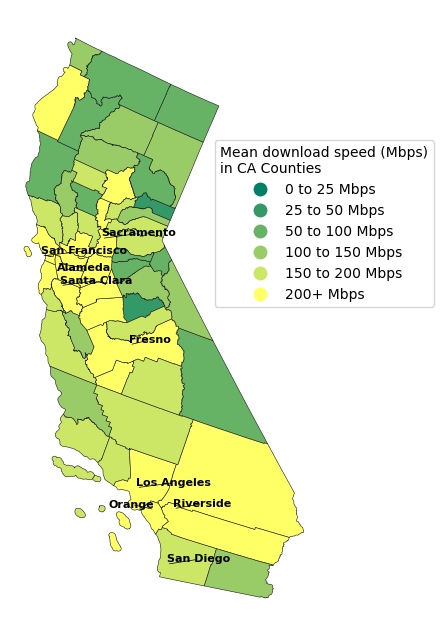 Mean download speed (Mbps)
in CA Counties
0 to 25 Mbps
25 to 50 Mbps
50 to 100 Mbps
100 to 150 Mbps
150 to 200 Mbps
200+ Mbps
Sacramento
San Francisco
Alameda
Santa Clara
Fresno
Los Angeles
Orange
Riverside
San Diego